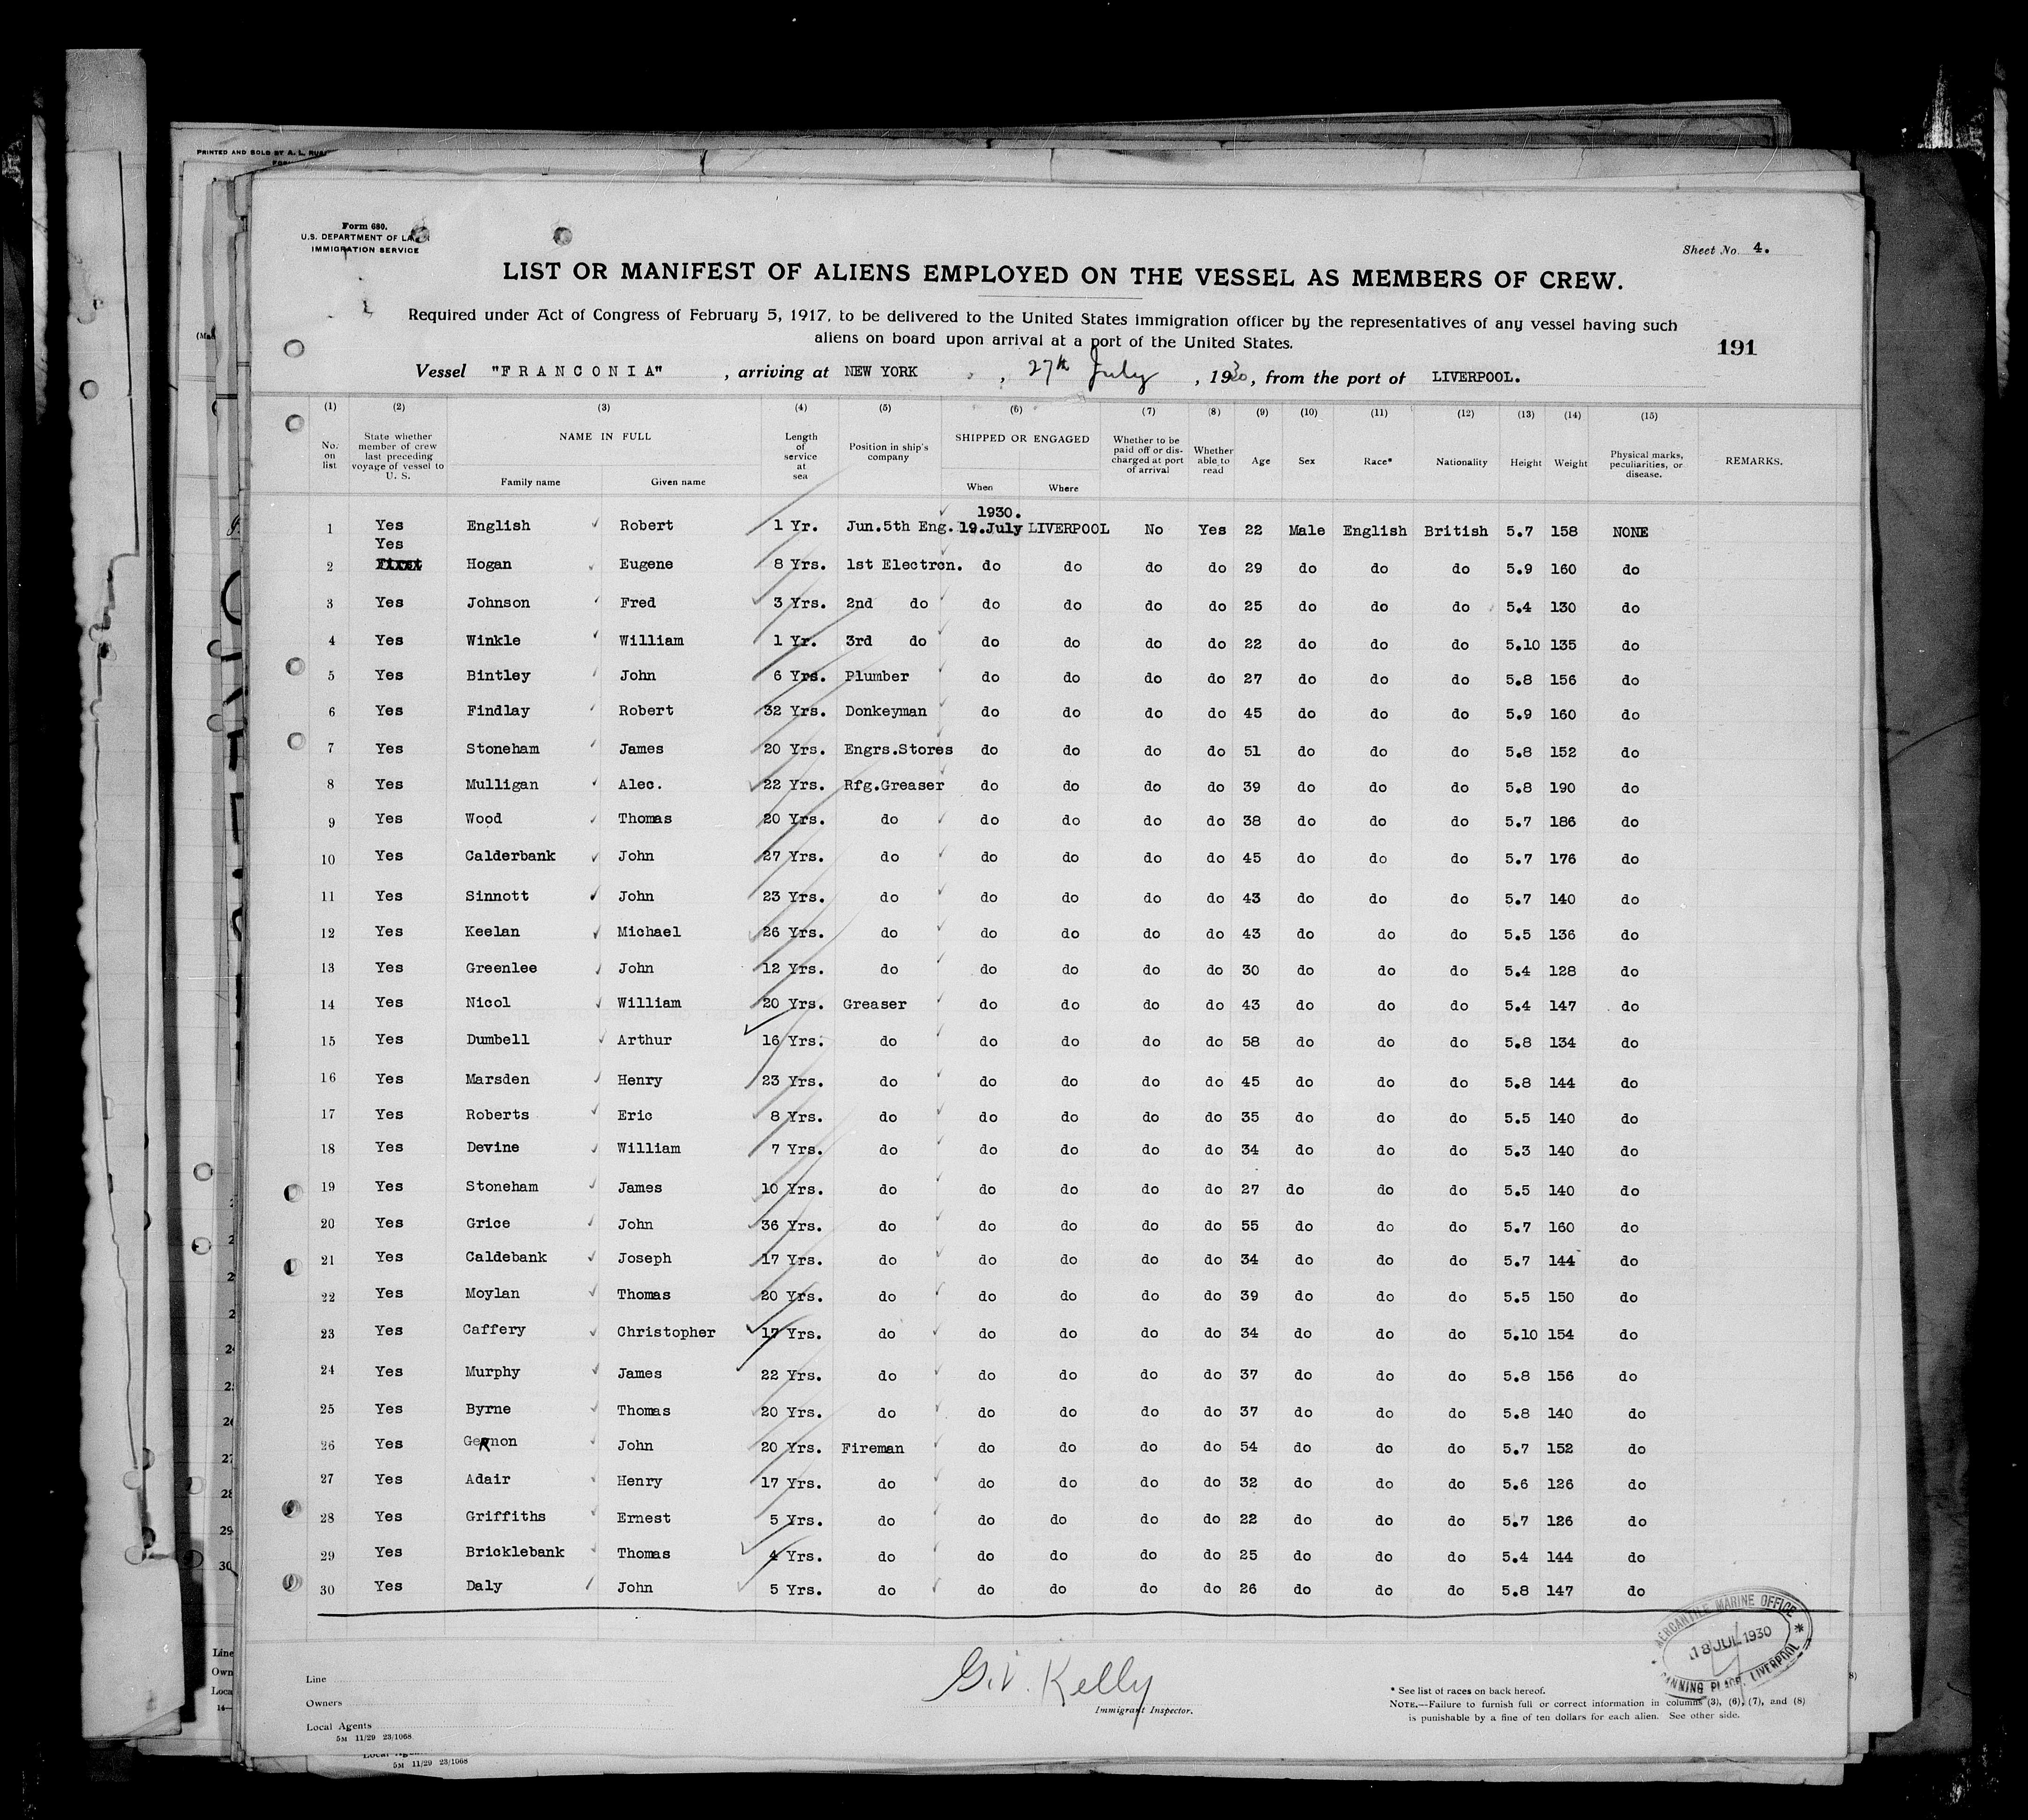 PRINTED AND SOLD BY A. L.
Form 680.
U.S. DEPARTMENT OF
IMMIGRATION SERVICE
Sheet No. 4.
LIST OR MANIFEST OF ALIENS EMPLOYED ON THE VESSEL AS MEMBERS OF CREW.
Required under Act of Congress of February 5, 1917, to be delivered to the United States immigration officer by the representatives of any vessel having such
aliens on board upon arrival at a port of the United States.
191
Vessel "FRANCONIA" , arriving at NEW YORK , 27th July , 1930, from the port of LIVERPOOL.
(1) (2) (3) (4) (5) (6) (7) (8) (9) (10) (11) (12) (13) (14) (15)
No. on list State whether member of crew last preceding voyage of vessel to U. S. NAME IN FULL Family name Given name Length of service at sea Position in ship's company SHIPPED OR ENGAGED When Where Whether to be paid off or discharged at port of arrival Whether able to read Age Sex Race* Nationality Height Weight Physical marks, peculiarities, or disease. REMARKS.
1930.
1 Yes English Robert 1 Yr. Jun.5th Eng. 19.July LIVERPOOL No Yes 22 Male English British 5.7 158 NONE
Yes
2 First Hogan Eugene 8 Yrs. 1st Electrcn. do do do do 29 do do do 5.9 160 do
3 Yes Johnson Fred 3 Yrs. 2nd do do do do do 25 do do do 5.4 130 do
4 Yes Winkle William 1 Yr. 3rd do do do do do 22 do do do 5.10 135 do
5 Yes Bintley John 6 Yrs. Plumber do do do do 27 do do do 5.8 156 do
6 Yes Findlay Robert 32 Yrs. Donkeyman do do do do 45 do do do 5.9 160 do
7 Yes Stoneham James 20 Yrs. Engrs.Stores do do do do 51 do do do 5.8 152 do
8 Yes Mulligan Alec. 22 Yrs. Rfg.Greaser do do do do 39 do do do 5.8 190 do
9 Yes Wood Thomas 20 Yrs. do do do do do 38 do do do 5.7 186 do
10 Yes Calderbank John 27 Yrs. do do do do do 45 do do do 5.7 176 do
11 Yes Sinnott John 23 Yrs. do do do do do 43 do do do 5.7 140 do
12 Yes Keelan Michael 26 Yrs. do do do do do 43 do do do 5.5 136 do
13 Yes Greenlee John 12 Yrs. do do do do do 30 do do do 5.4 128 do
14 Yes Nicol William 20 Yrs. Greaser do do do do 43 do do do 5.4 147 do
15 Yes Dumbell Arthur 16 Yrs. do do do do do 58 do do do 5.8 134 do
16 Yes Marsden Henry 23 Yrs. do do do do do 45 do do do 5.8 144 do
17 Yes Roberts Eric 8 Yrs. do do do do do 35 do do do 5.5 140 do
18 Yes Devine William 7 Yrs. do do do do do 34 do do do 5.3 140 do
19 Yes Stoneham James 10 Yrs. do do do do do 27 do do do 5.5 140 do
20 Yes Grice John 36 Yrs. do do do do do 55 do do do 5.7 160 do
21 Yes Caldebank Joseph 17 Yrs. do do do do do 34 do do do 5.7 144 do
22 Yes Moylan Thomas 20 Yrs. do do do do do 39 do do do 5.5 150 do
23 Yes Caffery Christopher 17 Yrs. do do do do do 34 do do do 5.10 154 do
24 Yes Murphy James 22 Yrs. do do do do do 37 do do do 5.8 156 do
25 Yes Byrne Thomas 20 Yrs. do do do do do 37 do do do 5.8 140 do
26 Yes GeRnon John 20 Yrs. Fireman do do do do 54 do do do 5.7 152 do
27 Yes Adair Henry 17 Yrs. do do do do do 32 do do do 5.6 126 do
28 Yes Griffiths Ernest 5 Yrs. do do do do do 22 do do do 5.7 126 do
29 Yes Bricklebank Thomas 4 Yrs. do do do do do 25 do do do 5.4 144 do
30 Yes Daly John 5 Yrs. do do do do do 26 do do do 5.8 147 do
MERCANTILE MARINE OFFICE
18 JUL 1930
CANNING PLACE, LIVERPOOL
Line
Owners
Local Agents
5M 11/29 23/1068
G.V. Kelly
Immigrant Inspector.
* See list of races on back hereof.
NOTE.—Failure to furnish full or correct information in columns (3), (6), (7), and (8)
is punishable by a fine of ten dollars for each alien. See other side.
5M 11/29 23/1068